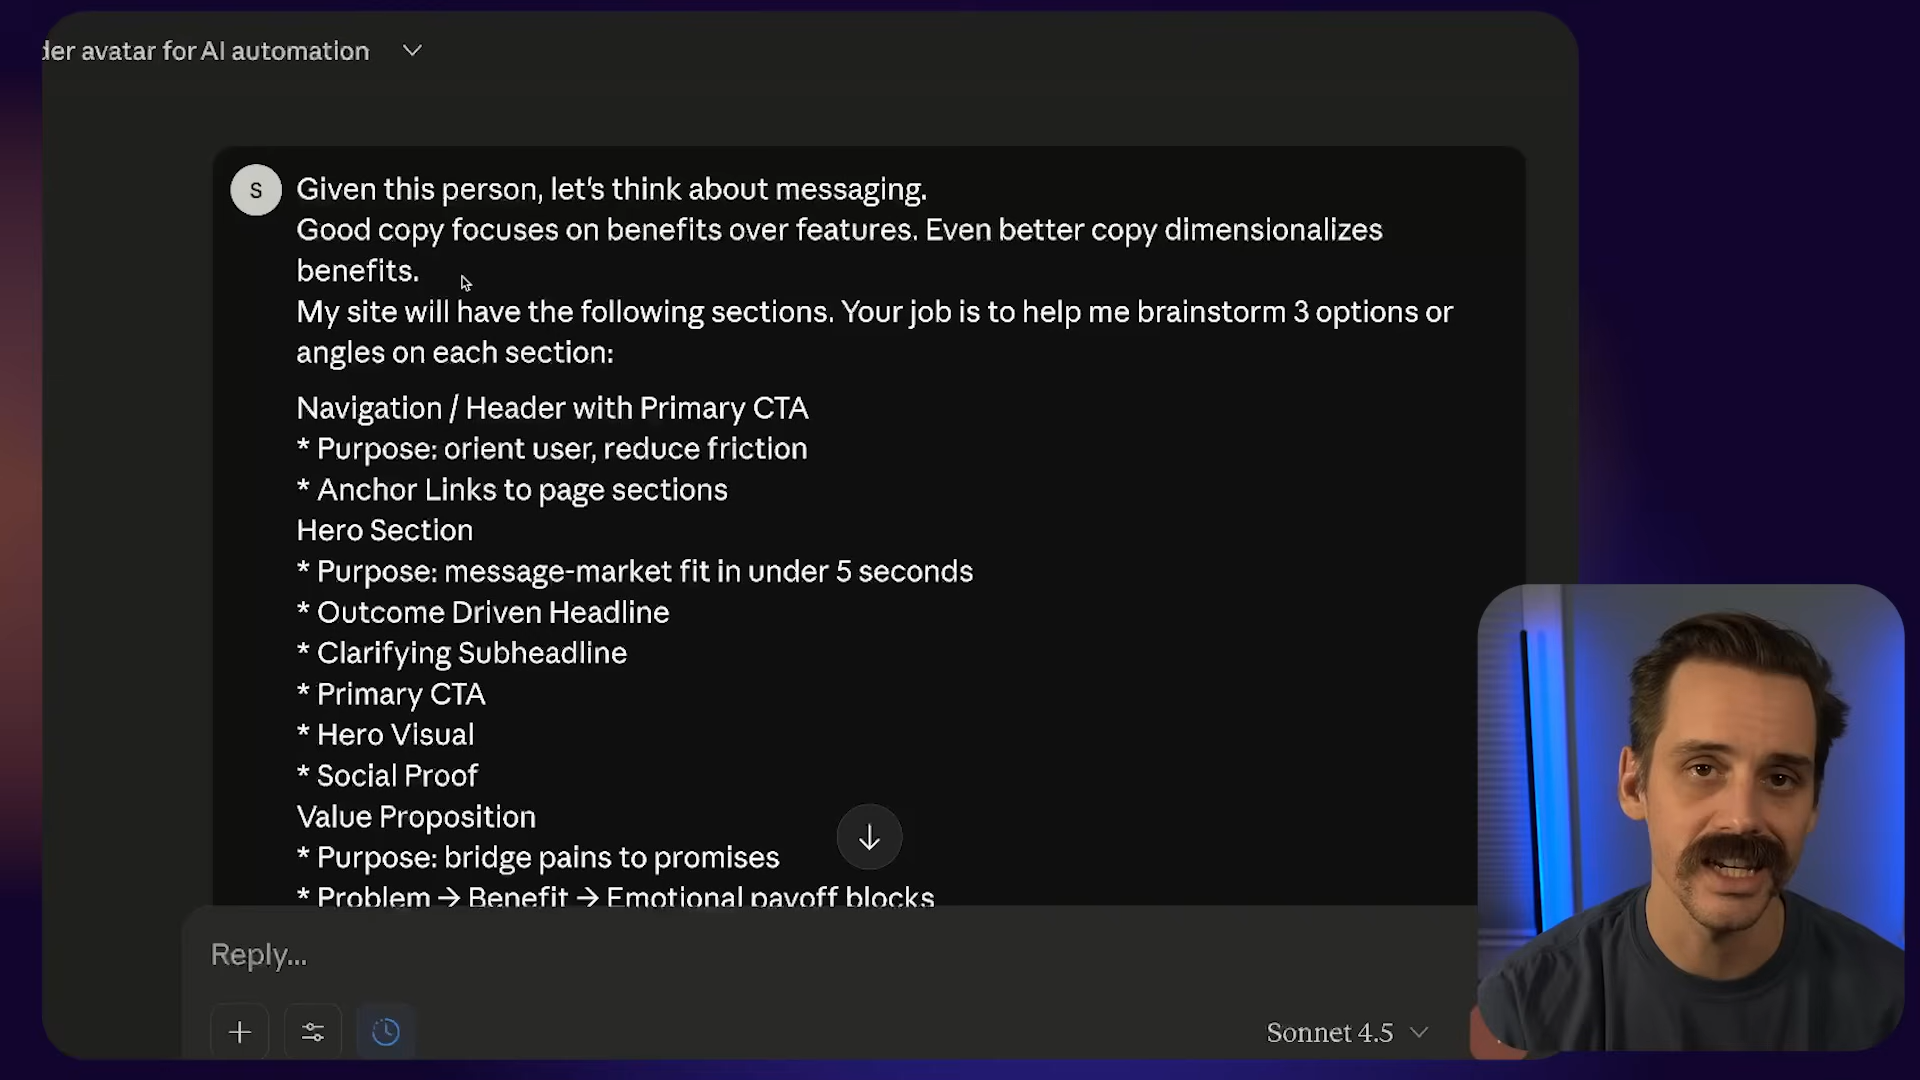 der avatar for AI automation
S
Given this person, let's think about messaging.
Good copy focuses on benefits over features. Even better copy dimensionalizes
benefits.
My site will have the following sections. Your job is to help me brainstorm 3 options or
angles on each section:
Navigation / Header with Primary CTA
* Purpose: orient user, reduce friction
* Anchor Links to page sections
Hero Section
* Purpose: message-market fit in under 5 seconds
* Outcome Driven Headline
* Clarifying Subheadline
* Primary CTA
* Hero Visual
* Social Proof
Value Proposition
* Purpose: bridge pains to promises
* Problem → Benefit → Emotional payoff blocks
Reply...
Sonnet 4.5